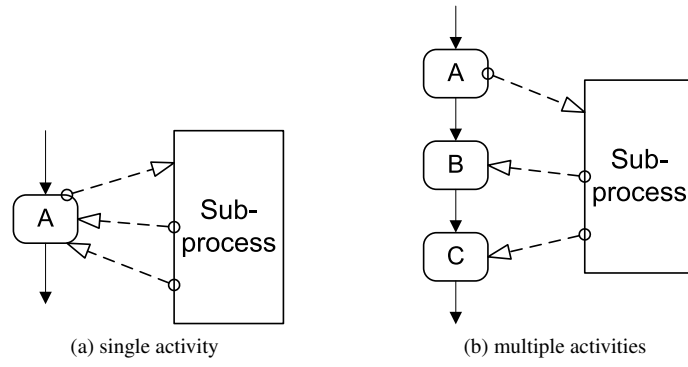 A
Sub-
process
(a) single activity
A
B
C
Sub-
process
(b) multiple activities